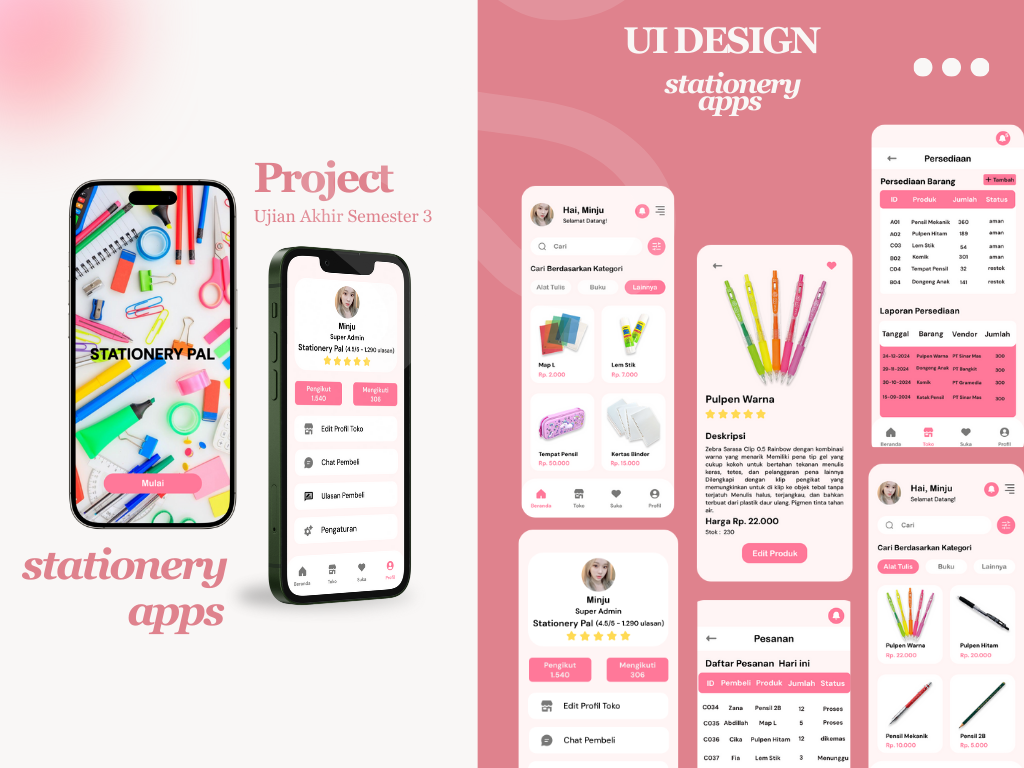 Project
Ujian Akhir Semester 3
STATIONERY PAL
Mulai
stationery
apps
Minju
Super Admin
Stationery Pal (4.5/5 - 1.290 ulasan)
Pengikut
1.540
Mengikuti
306
Edit Profil Toko
Chat Pembeli
Ulasan Pembeli
Pengaturan
Beranda Toko Suka Profil
UI DESIGN
stationery
apps
Hai, Minju
Selamat Datang!
Cari
Cari Berdasarkan Kategori
Alat Tulis Buku Lainnya
Map L
Rp. 2.000
Lem Stik
Rp. 7.000
Tempat Pensil
Rp. 50.000
Kertas Binder
Rp. 15.000
Beranda Toko Suka Profil
Minju
Super Admin
Stationery Pal (4.5/5 - 1.290 ulasan)
Pengikut
1.540
Mengikuti
306
Edit Profil Toko
Chat Pembeli
Pulpen Warna
Deskripsi
Zebra Sarasa Clip 0.5 Rainbow dengan kombinasi
warna yang menarik Memiliki pena tip gel yang
cukup kokoh untuk bertahan tekanan menulis
keras, tetes, dan pelanggan pelanggan tekanan.
Dilengkapi dengan klip pengikat yang
memungkinkan untuk di klip ke objek tebal tanpa
terjatuh Menulis halus, terjangkau, dan bahkan
terbuat dari plastik daur ulang. Pigmen tinta tahan
air.
Harga Rp. 22.000
Stok : 230
Edit Produk
Pesanan
Daftar Pesanan Hari ini
ID Pembeli Produk Jumlah Status
C034 Zana Pensil 2B 12 Proses
C035 Abdillah Map L 5 Proses
C036 Cika Pulpen Hitam 12 dikemas
C037 Fia Lem Stik 3 Menunggu
Persediaan
Persediaan Barang
+ Tambah
ID Produk Jumlah Status
A01 Pensil Mekanik 360 aman
A02 Pulpen Hitam 189 aman
C03 Lem Stik 54 aman
B02 Komik 301 aman
C04 Tempat Pensil 32 restok
B04 Dongeng Anak 141 restok
Laporan Persediaan
Tanggal Barang Vendor Jumlah
24-12-2024 Pulpen Warna PT Sinar Mas 300
29-11-2024 Dongeng Anak PT Bangkit 300
30-10-2024 Komik PT Gramedia 300
15-09-2024 Kotak Pensil PT Sinar Mas 300
Beranda Toko Suka Profil
Hai, Minju
Selamat Datang!
Cari
Cari Berdasarkan Kategori
Alat Tulis Buku Lainnya
Pulpen Warna
Rp. 22.000
Pulpen Hitam
Rp. 20.000
Pensil Mekanik
Rp. 10.000
Pensil 2B
Rp. 5.000